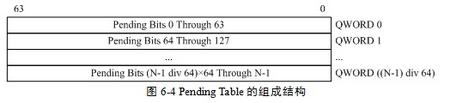 63 0
Pending Bits 0 Through 63 QWORD 0
Pending Bits 64 Through 127 QWORD 1
... ...
Pending Bits (N-1 div 64)×64 Through N-1 QWORD ((N-1) div 64)
图 6-4 Pending Table 的组成结构